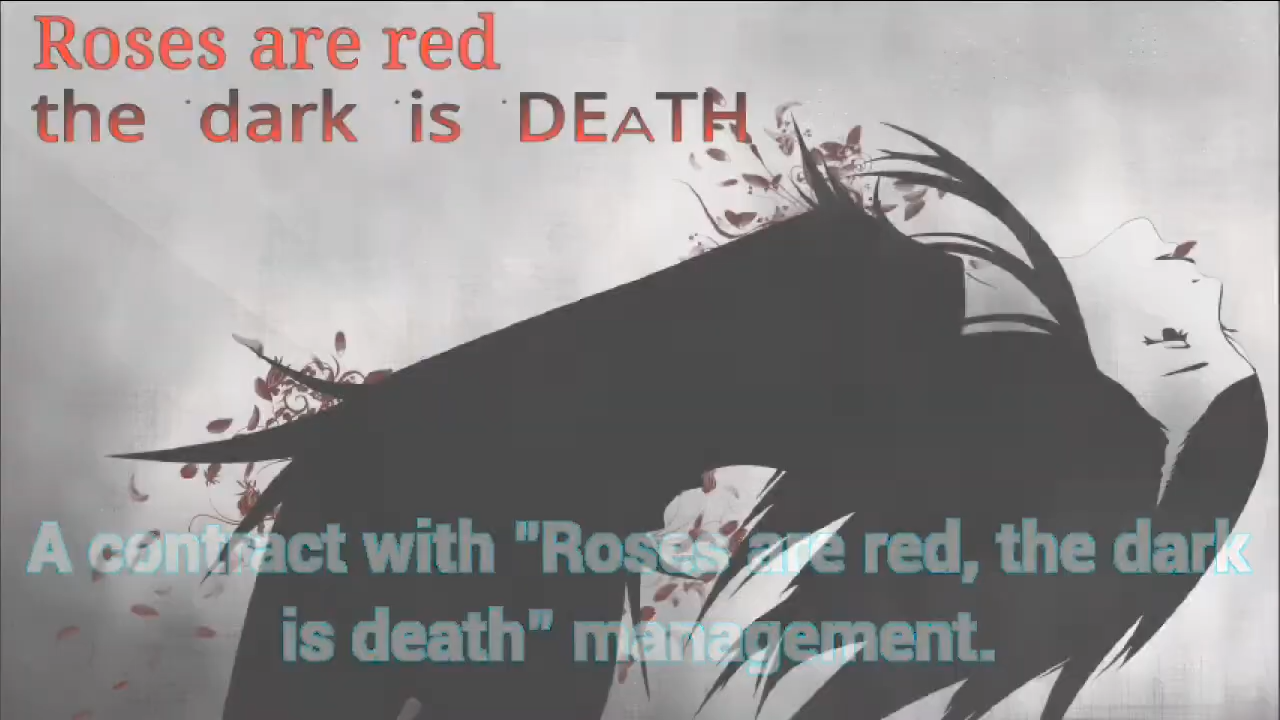 Roses are red
the dark is DEATH
A contract with "Roses are red, the dark
is death" management.